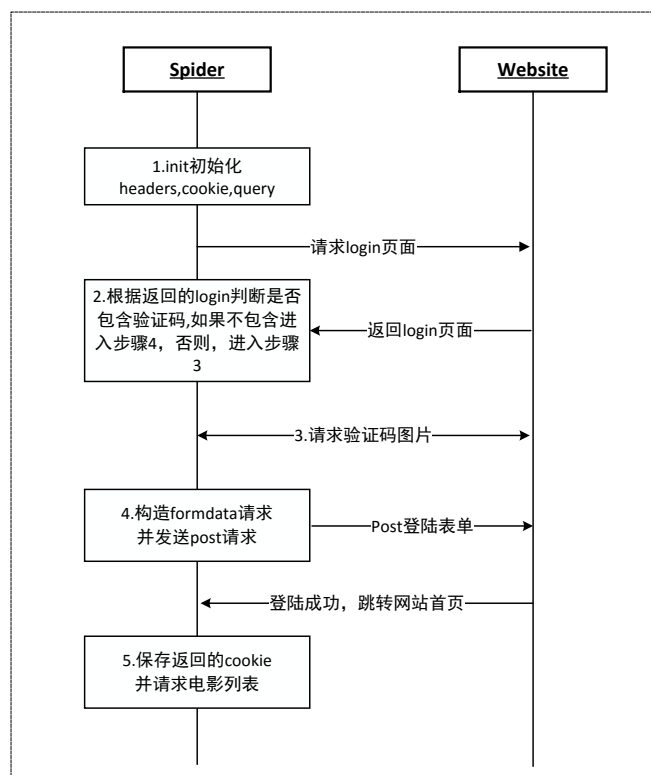 Spider
Website
1.init初始化
headers,cookie,query
请求login页面
2.根据返回的login判断是否
包含验证码,如果不包含进
入步骤4，否则，进入步骤
3
返回login页面
3.请求验证码图片
4.构造formdata请求
并发送post请求
Post登陆表单
登陆成功，跳转网站首页
5.保存返回的cookie
并请求电影列表